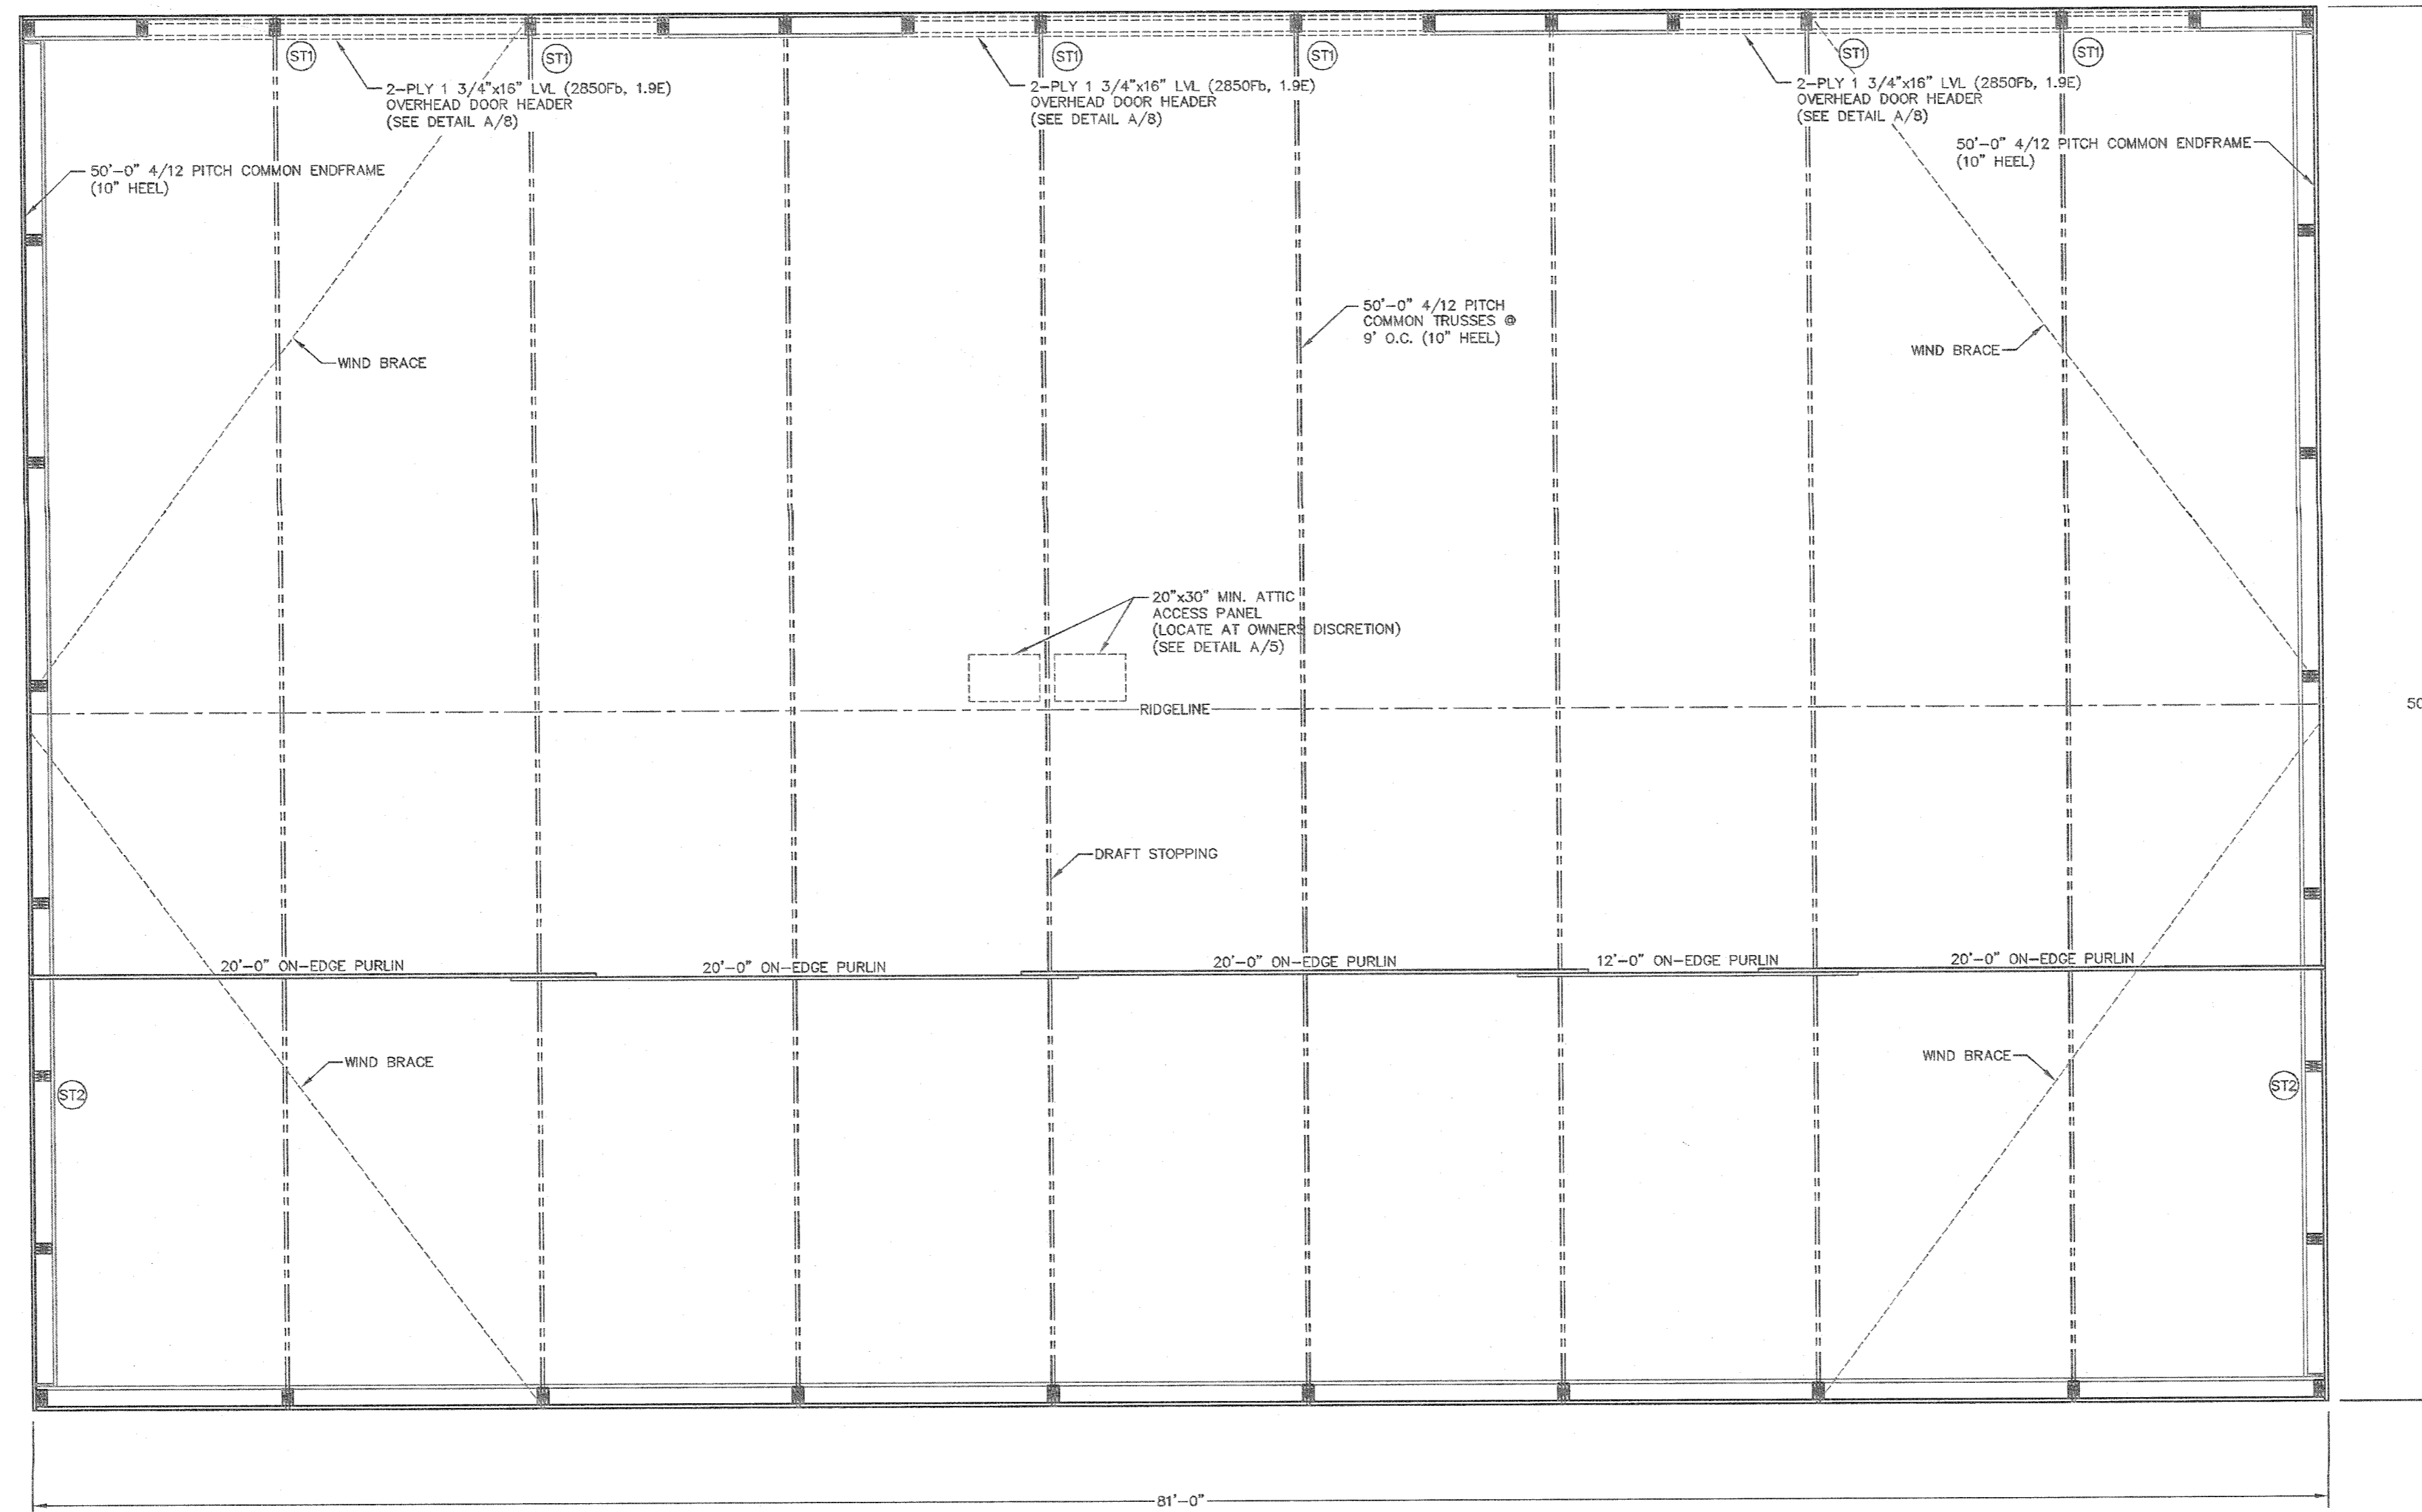 ST1
ST1
ST1
ST1
ST1
ST1
2-PLY 1 3/4"x16" LVL (2850Fb, 1.9E)
OVERHEAD DOOR HEADER
(SEE DETAIL A/8)
2-PLY 1 3/4"x16" LVL (2850Fb, 1.9E)
OVERHEAD DOOR HEADER
(SEE DETAIL A/8)
2-PLY 1 3/4"x16" LVL (2850Fb, 1.9E)
OVERHEAD DOOR HEADER
(SEE DETAIL A/8)
50'-0" 4/12 PITCH COMMON ENDFRAME
(10" HEEL)
50'-0" 4/12 PITCH COMMON ENDFRAME
(10" HEEL)
50'-0" 4/12 PITCH
COMMON TRUSSES @
9' O.C. (10" HEEL)
WIND BRACE
WIND BRACE
20"x30" MIN. ATTIC
ACCESS PANEL
(LOCATE AT OWNERS DISCRETION)
(SEE DETAIL A/5)
RIDGELINE
50
DRAFT STOPPING
20'-0" ON-EDGE PURLIN
20'-0" ON-EDGE PURLIN
20'-0" ON-EDGE PURLIN
12'-0" ON-EDGE PURLIN
20'-0" ON-EDGE PURLIN
WIND BRACE
WIND BRACE
ST2
ST2
81'-0"